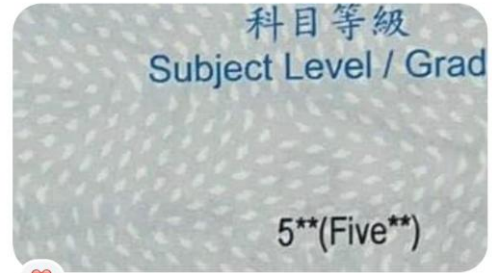 科目等級
Subject Level / Grad
5**(Five**)